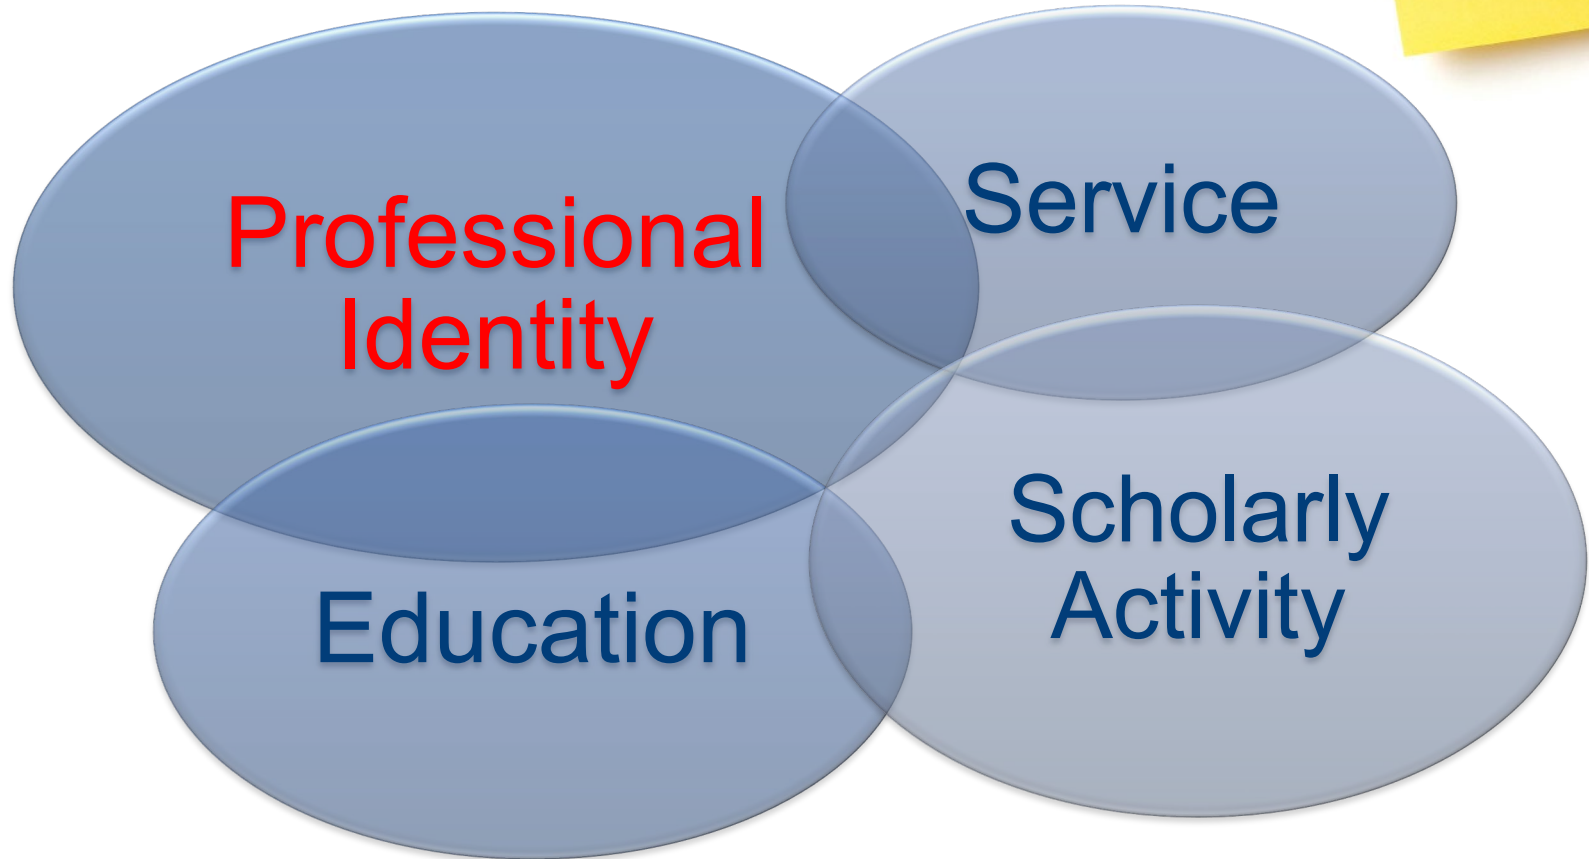 Professional
Identity
Service
Education
Scholarly
Activity